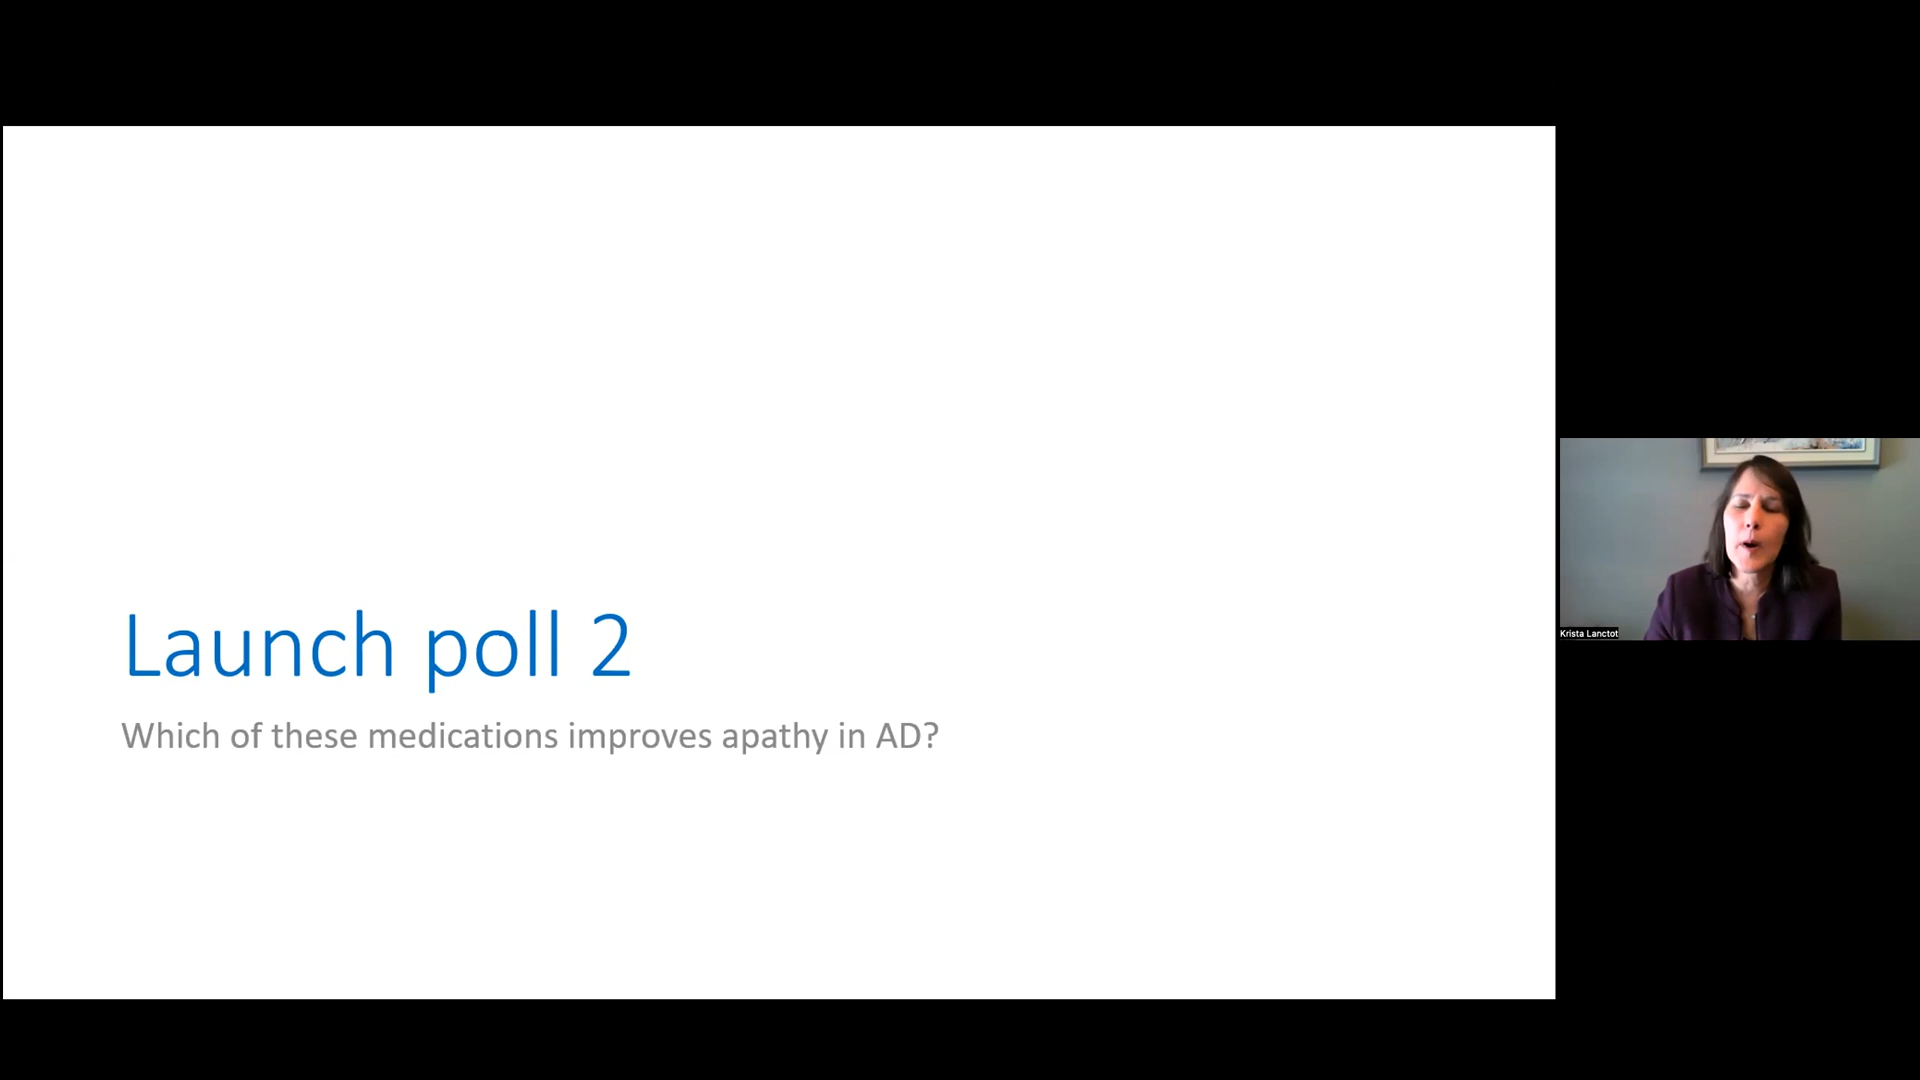 Launch poll 2
Which of these medications improves apathy in AD?
Krista Lanctot